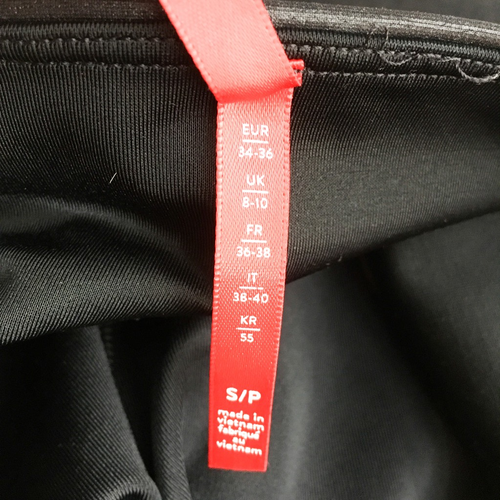 EUR
34-36
UK
8-10
FR
36-38
IT
38-40
KR
55
S/P
made in
vietnam
fabriqué
au
vietnam